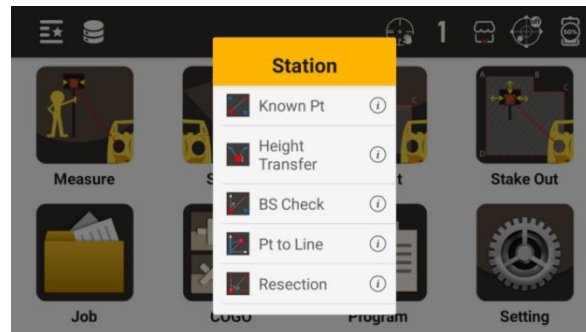 1
50%
Station
Known Pt
Height
Transfer
BS Check
Pt to Line
Resection
Measure
Stake Out
Job
COGO
Program
Setting